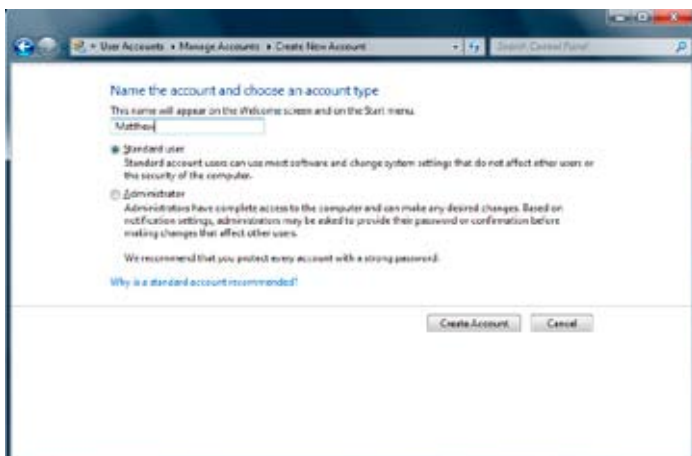 User Accounts ▸ Manage Accounts ▸ Create New Account
Search Control Panel
Name the account and choose an account type
This name will appear on the Welcome screen and on the Start menu.
Matthew
Standard user
Standard account users can use most software and change system settings that do not affect other users or
the security of the computer.
Administrator
Administrators have complete access to the computer and can make any desired changes. Based on
notification settings, administrators may be asked to provide their password or confirmation before
making changes that affect other users.
We recommend that you protect every account with a strong password.
Why is a standard account recommended?
Create Account
Cancel